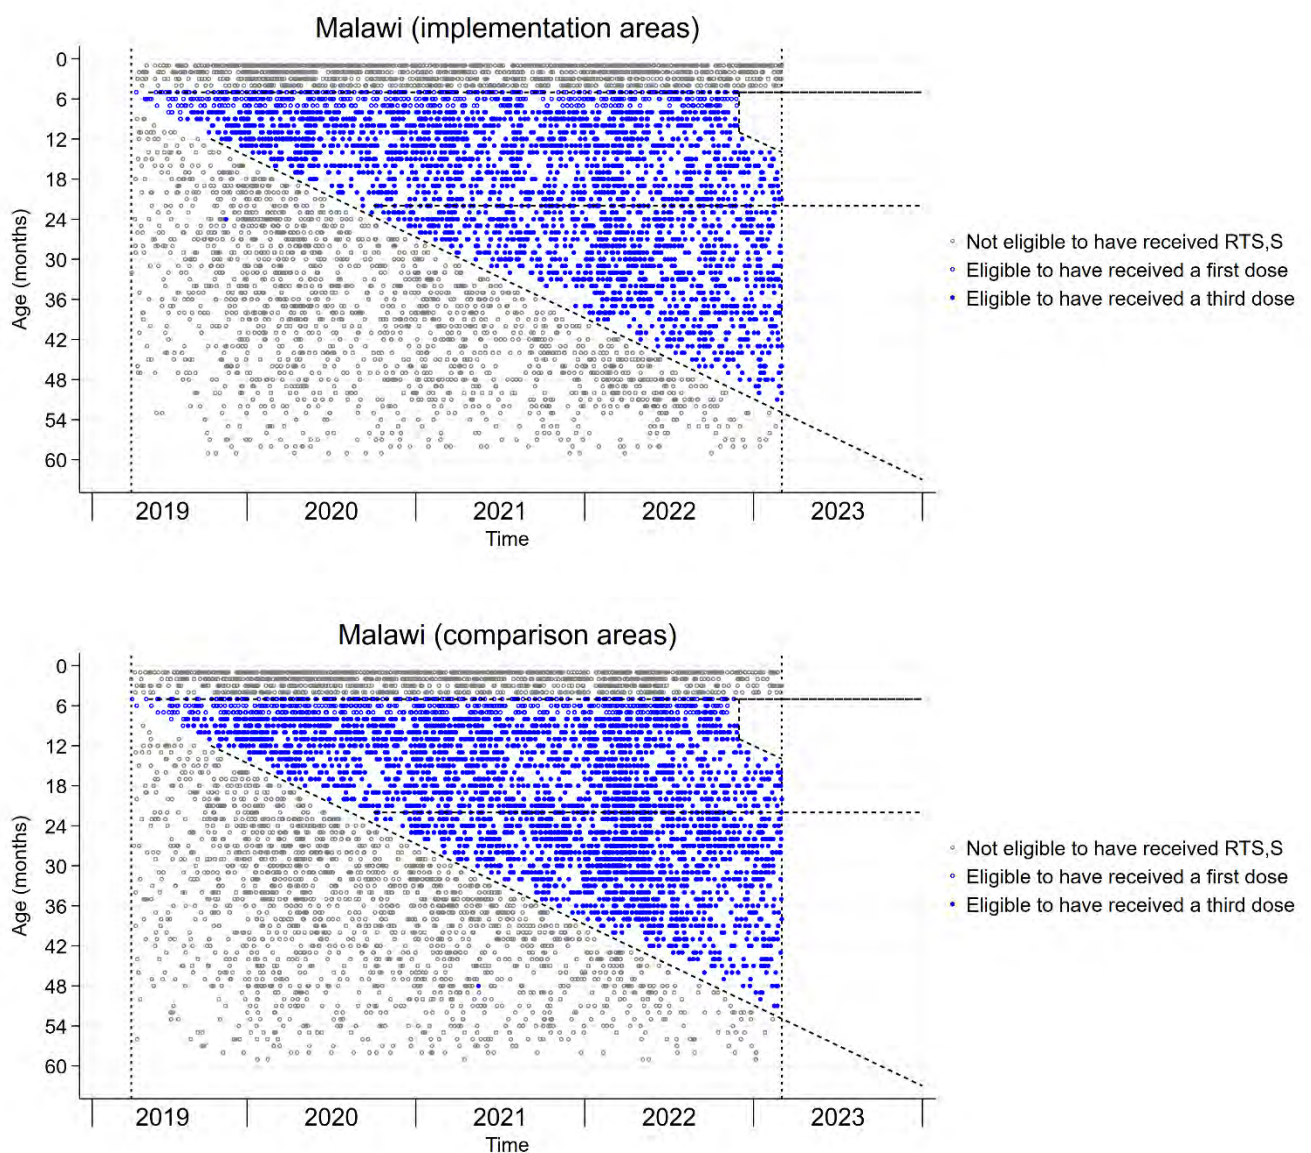 Malawi (implementation areas)
Age (months)
0
6
12
18
24
30
36
42
48
54
60
2019 2020 2021 2022 2023
Time
Not eligible to have received RTS,S
Eligible to have received a first dose
Eligible to have received a third dose
Malawi (comparison areas)
Age (months)
0
6
12
18
24
30
36
42
48
54
60
2019 2020 2021 2022 2023
Time
Not eligible to have received RTS,S
Eligible to have received a first dose
Eligible to have received a third dose